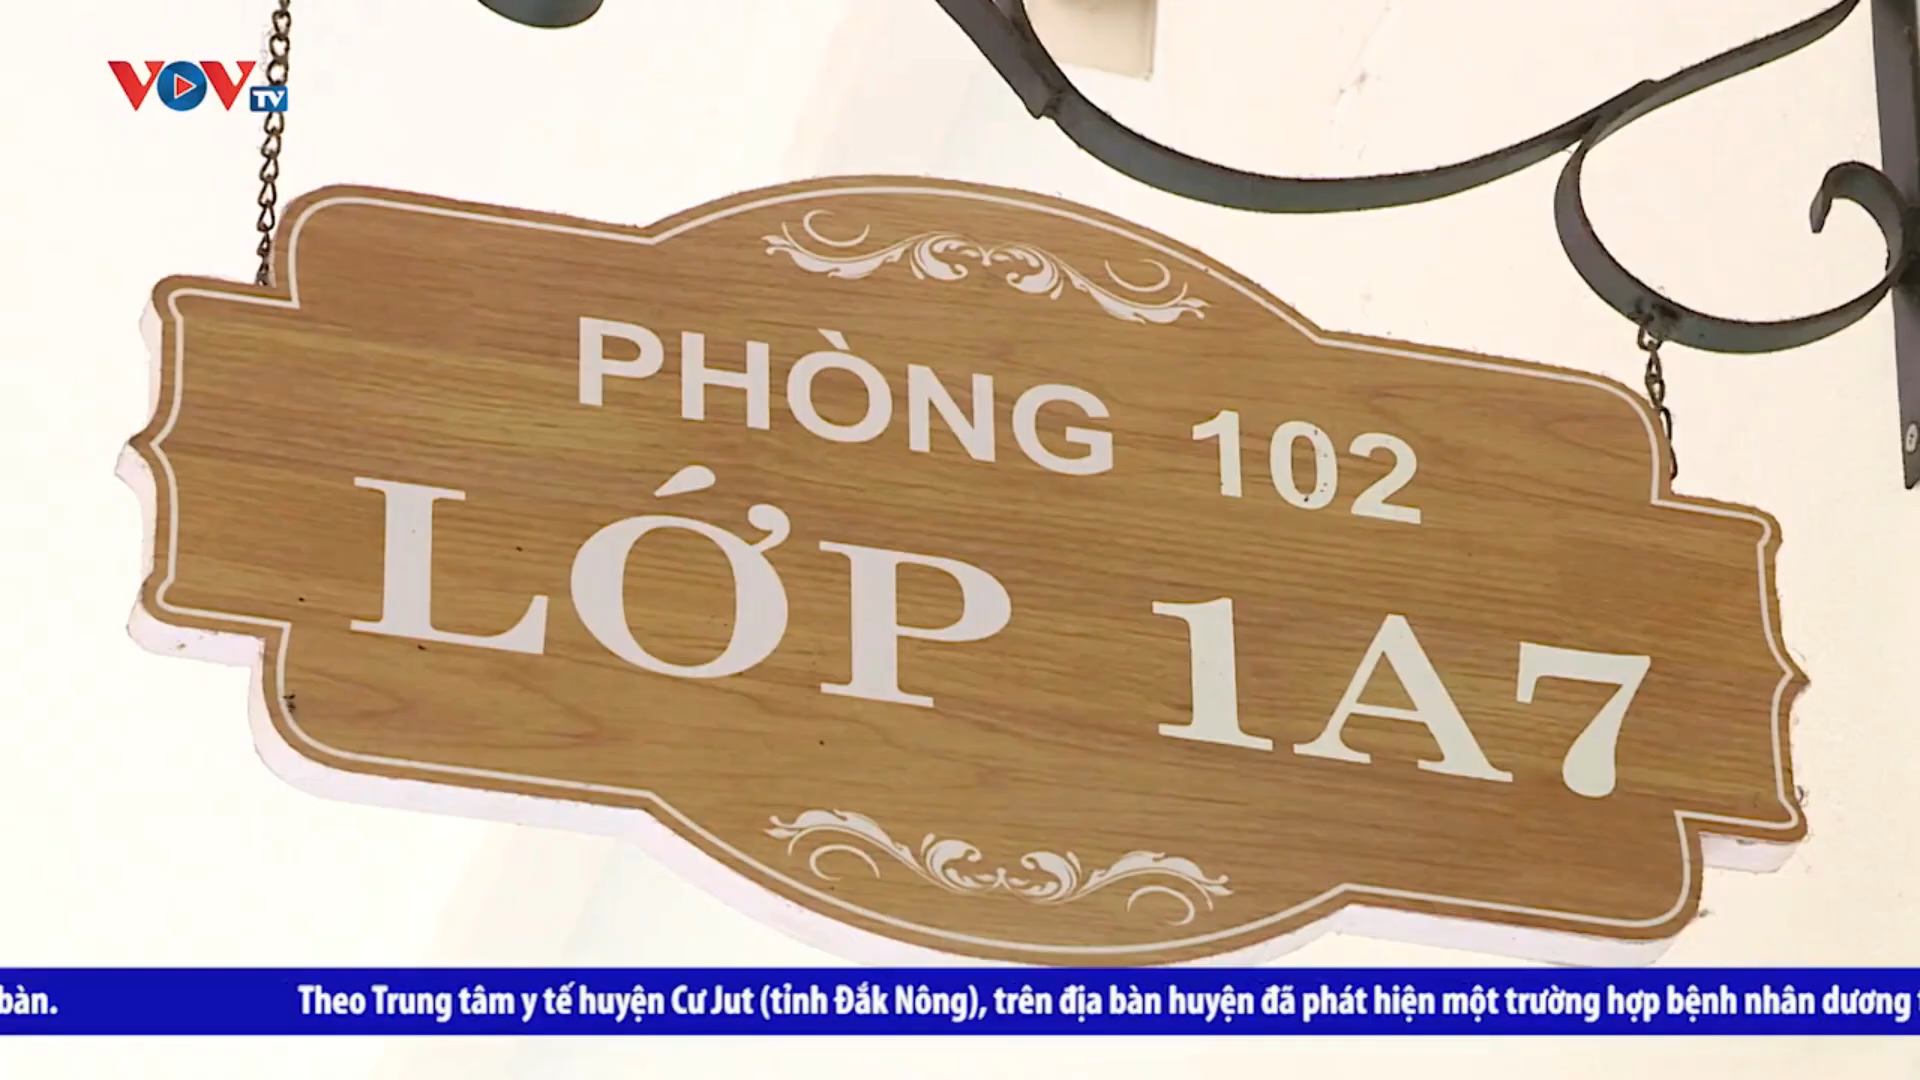 VOV TV
PHÒNG 102
LỚP 1A7
bàn. Theo Trung tâm y tế huyện Cư Jut (tỉnh Đắk Nông), trên địa bàn huyện đã phát hiện một trường hợp bệnh nhân dương